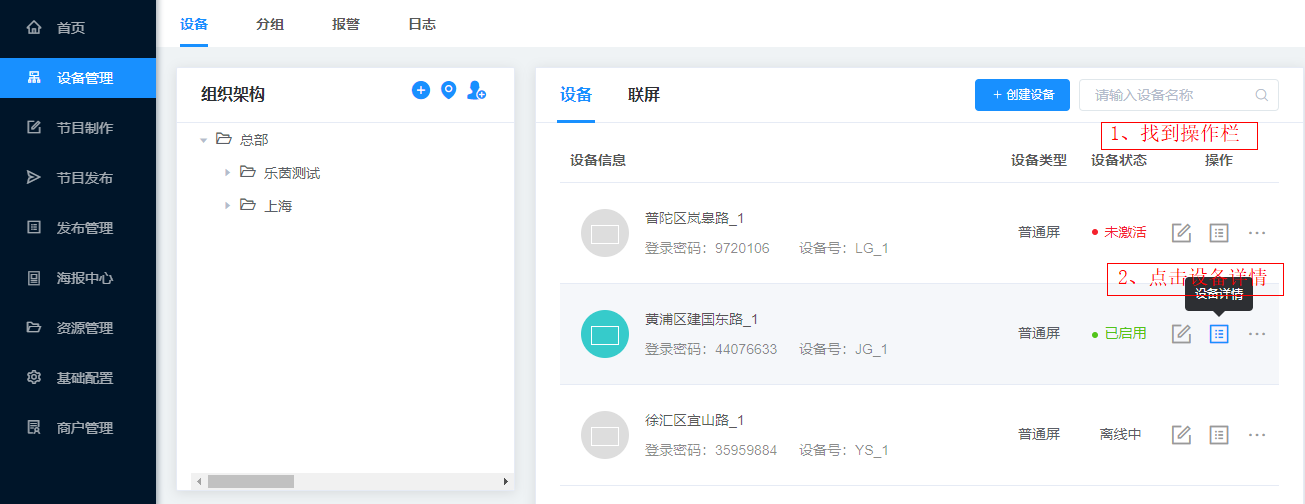 首页
设备管理
节目制作
节目发布
发布管理
海报中心
资源管理
基础配置
商户管理
设备 分组 报警 日志
组织架构
总部
乐茵测试
上海
设备 联屏 + 创建设备 请输入设备名称
1、找到操作栏
设备信息 设备类型 设备状态 操作
普陀区岚皋路_1
登录密码：9720106 设备号：LG_1
普通屏 未激活 ...
2、点击设备详情
设备详情
黄浦区建国东路_1
登录密码：44076633 设备号：JG_1
普通屏 已启用 ...
徐汇区宜山路_1
登录密码：35959884 设备号：YS_1
普通屏 离线中 ...